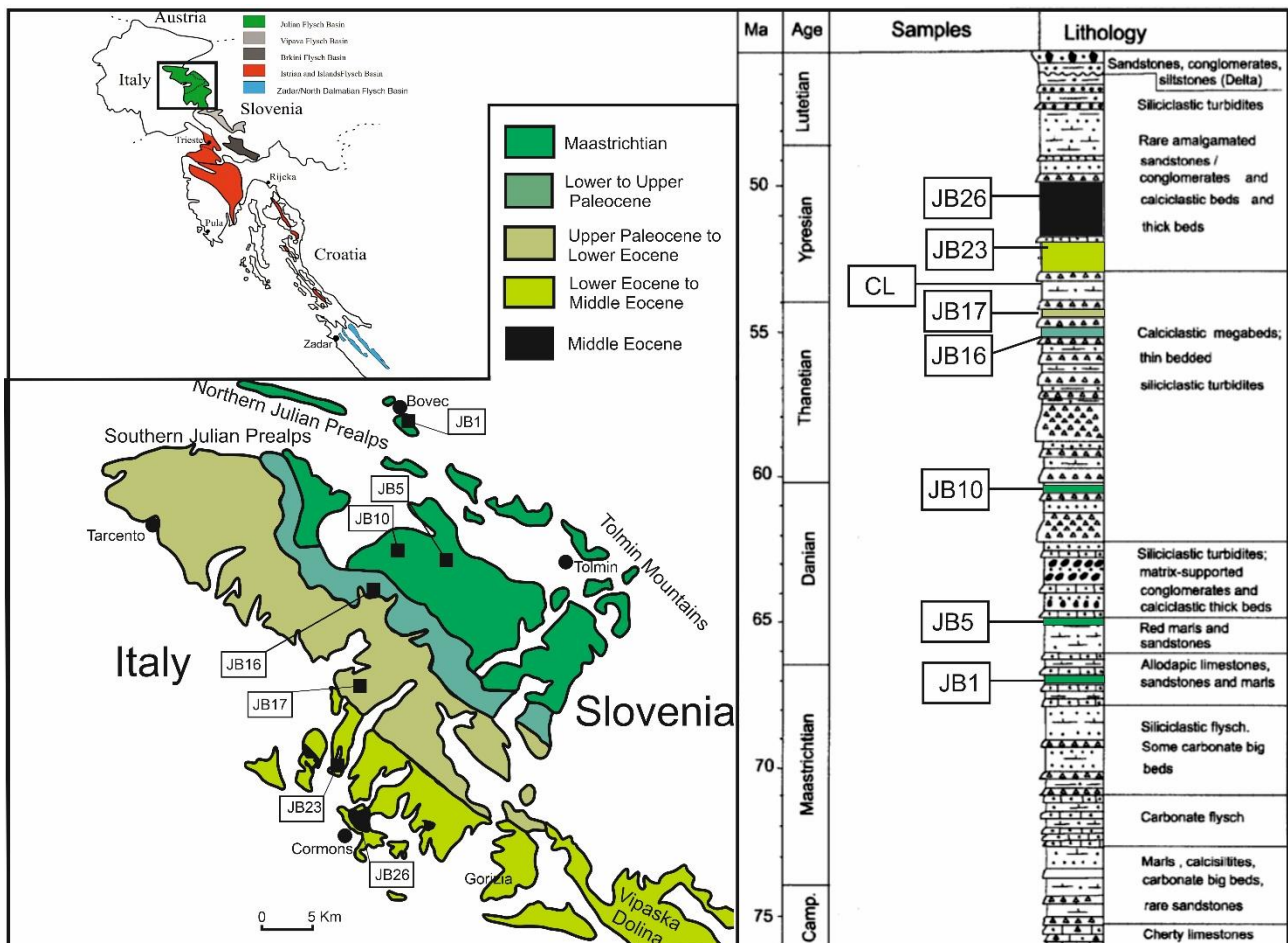 Austria
Italy
Slovenia
Trieste
Rijeka
Pula
Croatia
Zadar
Julian Flysch Basin
Vipava Flysch Basin
Brkini Flysch Basin
Istrian and IslandsFlysch Basin
Zadar/North Dalmatian Flysch Basin
Maastrichtian
Lower to Upper
Paleocene
Upper Paleocene to
Lower Eocene
Lower Eocene to
Middle Eocene
Middle Eocene
Northern Julian Prealps
Bovec
JB1
Southern Julian Prealps
JB5
JB10
Tarcento
Tolmin
Tolmin Mountains
Italy
JB16
JB17
Slovenia
JB23
Cormons
JB26
Gorizia
Vipaska
Dolina
0 5 Km
Ma
Age
Samples
Lithology
50
55
60
65
70
75
Lutetian
Ypresian
Thanetian
Danian
Maastrichtian
Camp.
JB26
JB23
CL
JB17
JB16
JB10
JB5
JB1
Sandstones, conglomerates,
siltstones (Delta)
Siliciclastic turbidites
Rare amalgamated
sandstones /
conglomerates and
calciclastic beds and
thick beds
Calciclastic megabeds;
thin bedded
siliciclastic turbidites
Siliciclastic turbidites;
matrix-supported
conglomerates and
calciclastic thick beds
Red marls and
sandstones
Allodapic limestones,
sandstones and marls
Siliciclastic flysch.
Some carbonate big
beds
Carbonate flysch
Marls , calcisiltites,
carbonate big beds,
rare sandstones
Cherty limestones